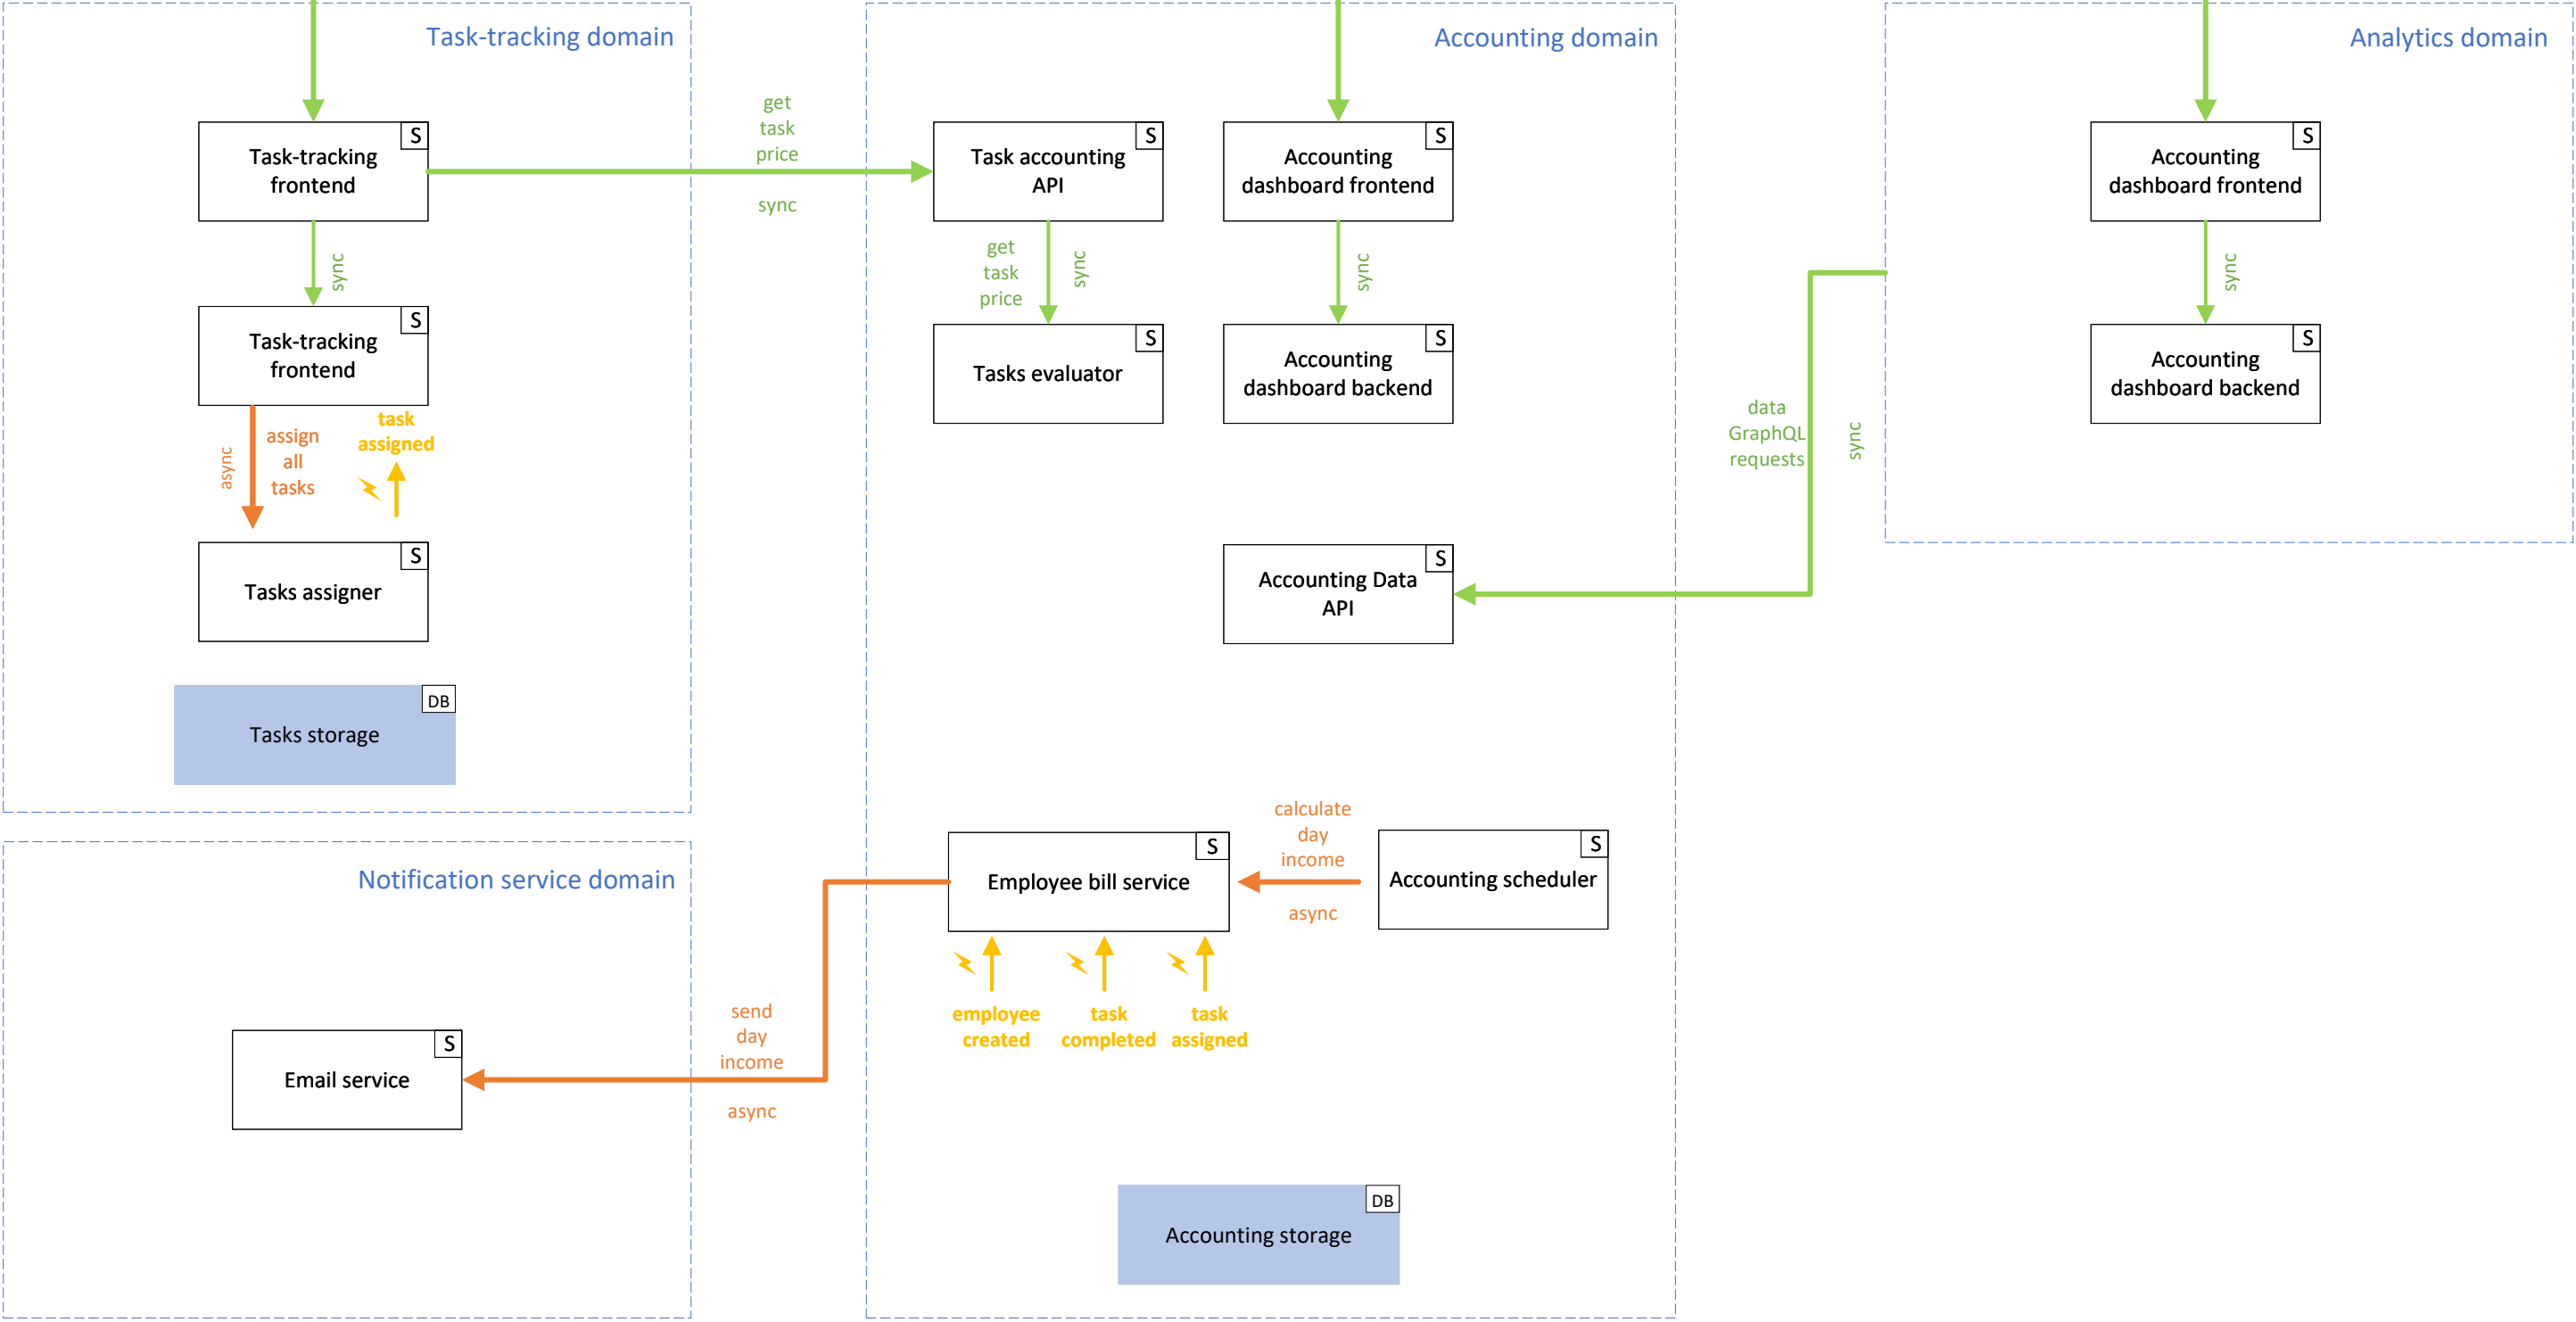 Task-tracking domain
S
Task-tracking
frontend
sync
S
Task-tracking
frontend
async
assign
all
tasks
task
assigned
S
Tasks assigner
DB
Tasks storage
get
task
price
sync
Accounting domain
S
Task accounting
API
get
task
price
sync
S
Tasks evaluator
S
Accounting
dashboard frontend
sync
S
Accounting
dashboard backend
S
Accounting Data
API
data
GraphQL
requests
sync
Analytics domain
S
Accounting
dashboard frontend
sync
S
Accounting
dashboard backend
S
Employee bill service
calculate
day
income
async
S
Accounting scheduler
employee
created
task
completed
task
assigned
DB
Accounting storage
Notification service domain
send
day
income
async
S
Email service